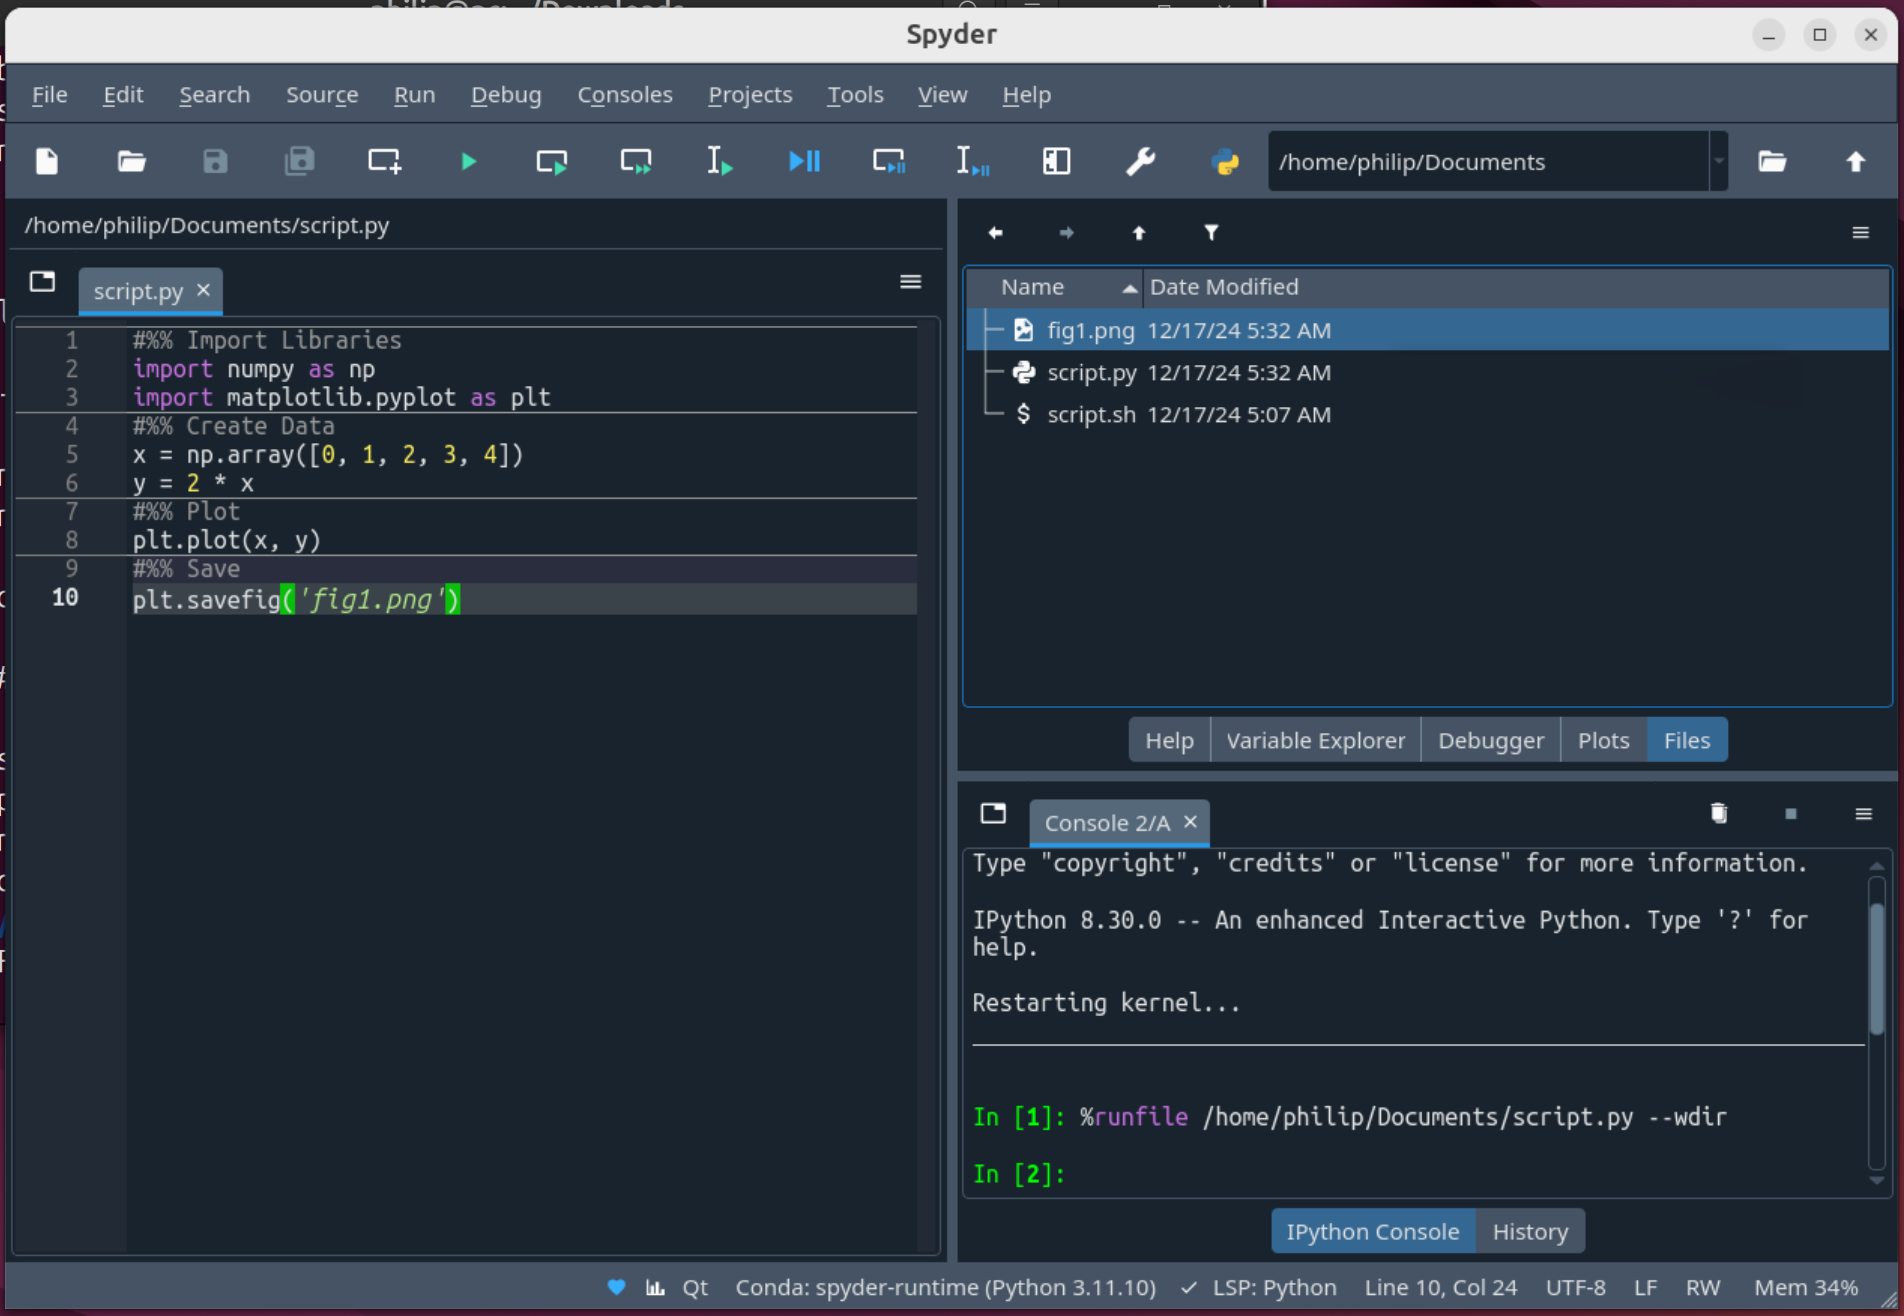 Spyder
File Edit Search Source Run Debug Consoles Projects Tools View Help
/home/philip/Documents
/home/philip/Documents/script.py
script.py
1 #%% Import Libraries
2 import numpy as np
3 import matplotlib.pyplot as plt
4 #%% Create Data
5 x = np.array([0, 1, 2, 3, 4])
6 y = 2 * x
7 #%% Plot
8 plt.plot(x, y)
9 #%% Save
10 plt.savefig('fig1.png')
Name Date Modified
fig1.png 12/17/24 5:32 AM
script.py 12/17/24 5:32 AM
script.sh 12/17/24 5:07 AM
Help Variable Explorer Debugger Plots Files
Console 2/A
Type "copyright", "credits" or "license" for more information.
IPython 8.30.0 -- An enhanced Interactive Python. Type '?' for
help.
Restarting kernel...
In [1]: %runfile /home/philip/Documents/script.py --wdir
In [2]:
IPython Console History
Qt Conda: spyder-runtime (Python 3.11.10) LSP: Python Line 10, Col 24 UTF-8 LF RW Mem 34%